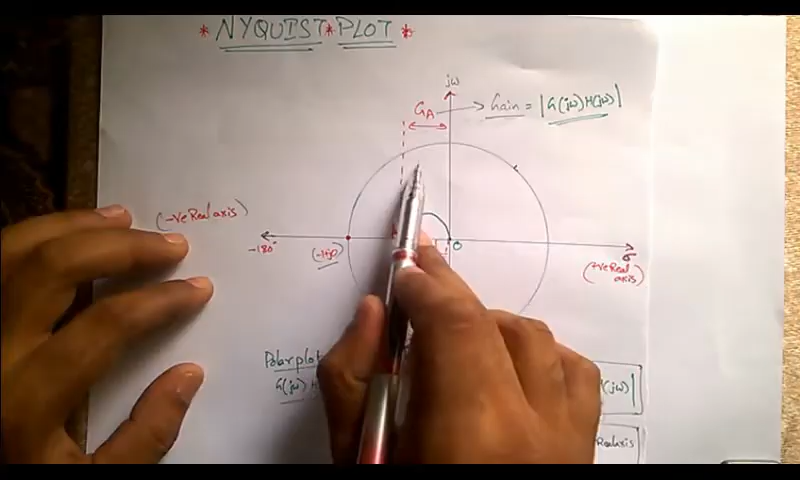 * NYQUIST * PLOT *
jω
GA → Gain = |G(jω)H(jω)|
(-ve Real axis)
-180°
(-1+j0)
0
σ
(+ve Real
axis)
Polar plot
G(jω) H
H(jω)|
Real axis